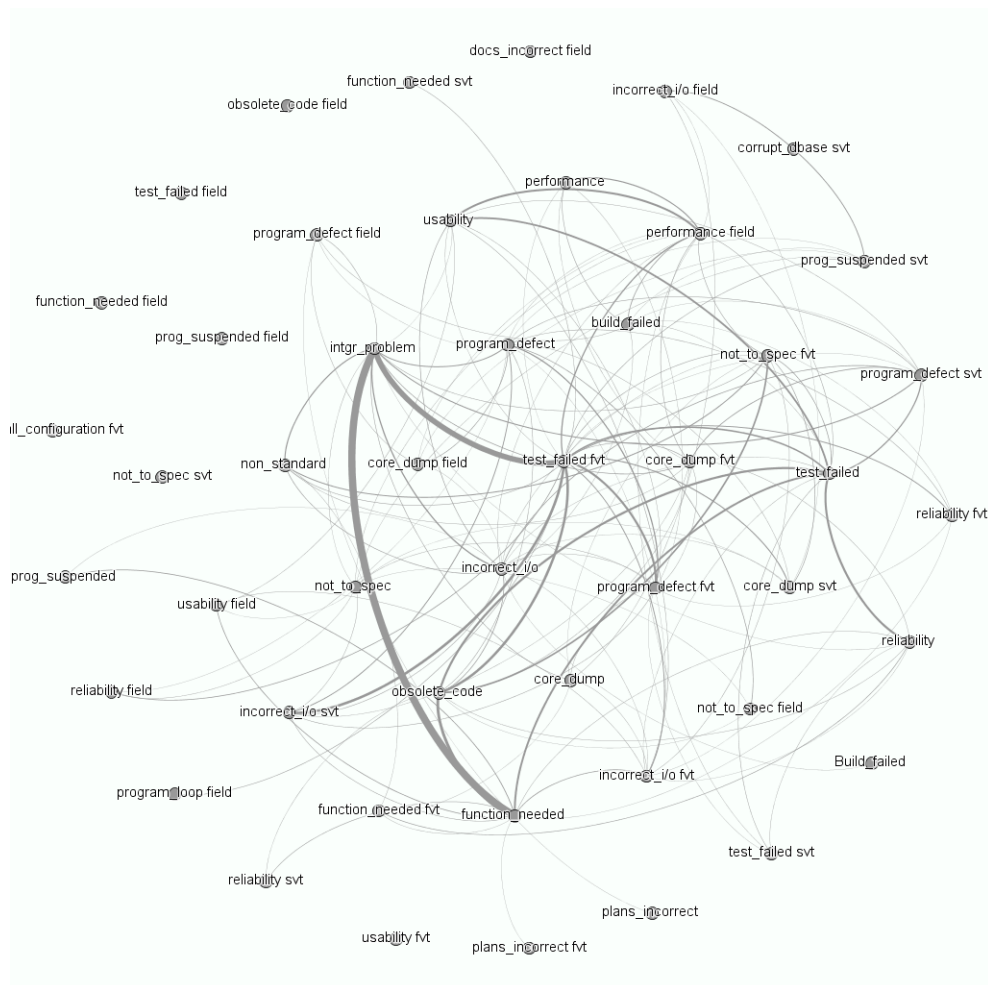 docs_incorrect field
function_needed svt
incorrect_i/o field
obsolete_code field
corrupt_dbase svt
performance
test_failed field
usability
performance field
program_defect field
prog_suspended svt
function_needed field
build_failed
prog_suspended field
program_defect
intgr_problem
not_to_spec fvt
program_defect svt
ll_configuration fvt
test_failed fvt
core_dump fvt
non_standard
core_dump field
test_failed
not_to_spec svt
reliability fvt
incorrect_i/o
prog_suspended
not_to_spec
program_defect fvt
core_dump svt
usability field
reliability
core_dump
reliability field
obsolete_code
not_to_spec field
incorrect_i/o svt
Build_failed
incorrect_i/o fvt
program_loop field
function_needed fvt
function_needed
test_failed svt
reliability svt
plans_incorrect
usability fvt
plans_incorrect fvt